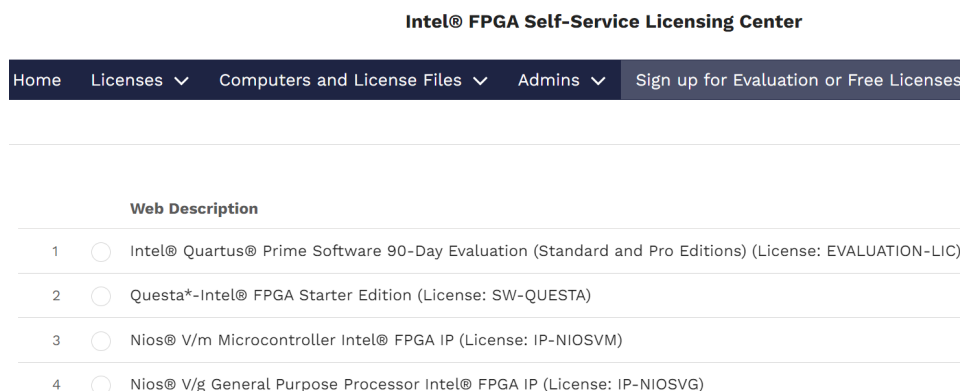 Intel® FPGA Self-Service Licensing Center
Home Licenses Computers and License Files Admins Sign up for Evaluation or Free Licenses
Web Description
1 Intel® Quartus® Prime Software 90-Day Evaluation (Standard and Pro Editions) (License: EVALUATION-LIC)
2 Questa*-Intel® FPGA Starter Edition (License: SW-QUESTA)
3 Nios® V/m Microcontroller Intel® FPGA IP (License: IP-NIOSVM)
4 Nios® V/g General Purpose Processor Intel® FPGA IP (License: IP-NIOSVG)